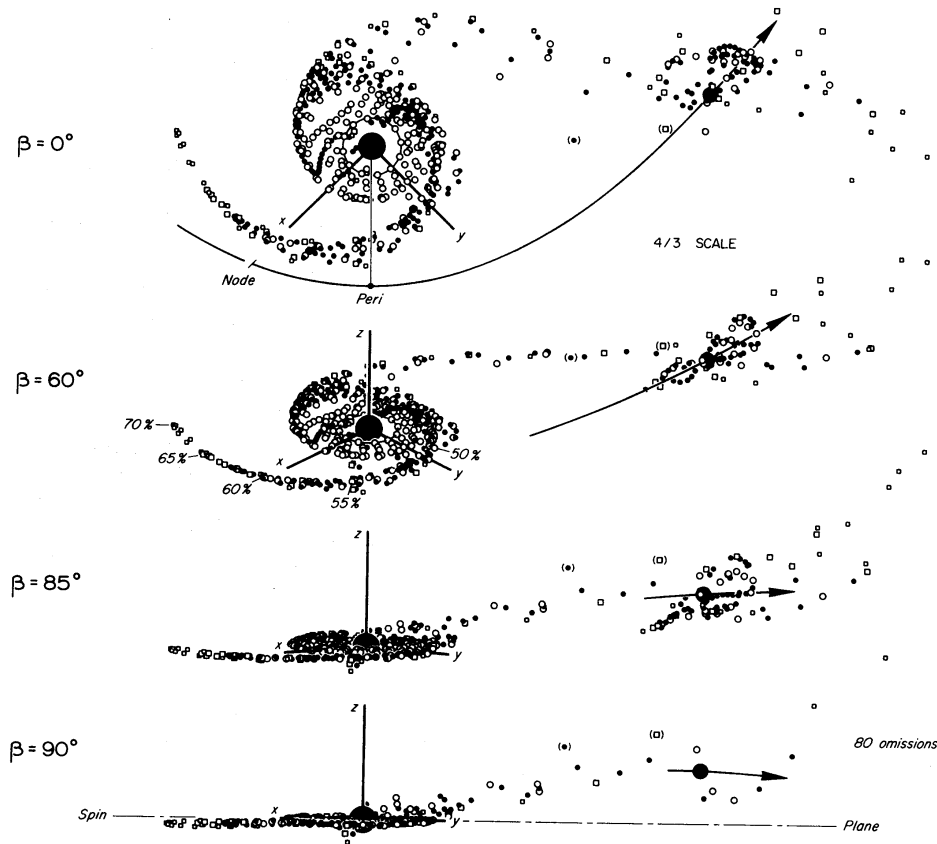 β = 0°
x
y
4/3 SCALE
Node
Peri
z
β = 60°
70%
65%
60%
55%
50%
x
y
z
β = 85°
x
y
z
β = 90°
80 omissions
x
Spin
y
Plane